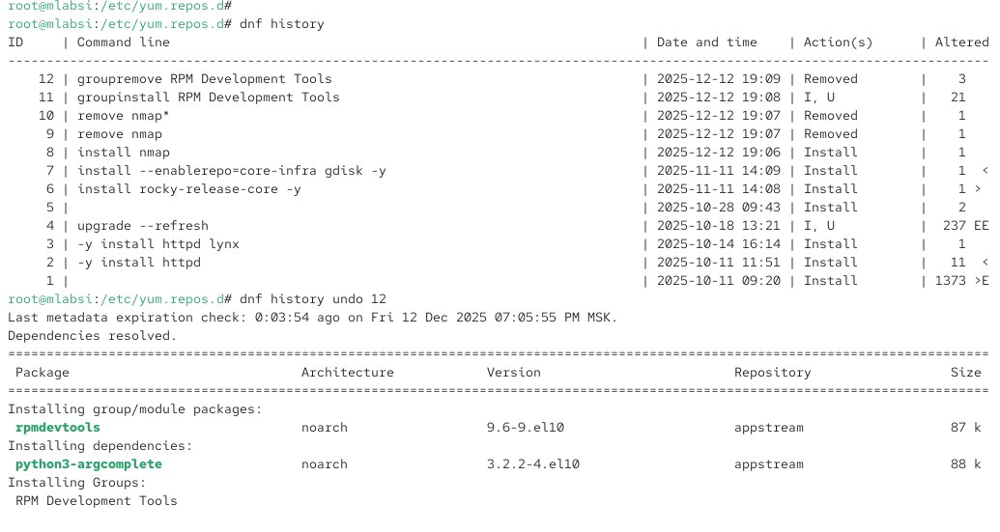 root@mlabsi:/etc/yum.repos.d#
root@mlabsi:/etc/yum.repos.d# dnf history
ID     | Command line                                                             | Date and time    | Action(s)      | Altered
--------------------------------------------------------------------------------------------------------------------------------
    12 | groupremove RPM Development Tools                                        | 2025-12-12 19:09 | Removed        |    3
    11 | groupinstall RPM Development Tools                                       | 2025-12-12 19:08 | I, U           |   21
    10 | remove nmap*                                                             | 2025-12-12 19:07 | Removed        |    1
     9 | remove nmap                                                              | 2025-12-12 19:07 | Removed        |    1
     8 | install nmap                                                             | 2025-12-12 19:06 | Install        |    1
     7 | install --enablerepo=core-infra gdisk -y                                 | 2025-11-11 14:09 | Install        |    1  <
     6 | install rocky-release-core -y                                            | 2025-11-11 14:08 | Install        |    1 >
     5 |                                                                          | 2025-10-28 09:43 | Install        |    2
     4 | upgrade --refresh                                                        | 2025-10-18 13:21 | I, U           |  237 EE
     3 | -y install httpd lynx                                                    | 2025-10-14 16:14 | Install        |    1
     2 | -y install httpd                                                         | 2025-10-11 11:51 | Install        |   11  <
     1 |                                                                          | 2025-10-11 09:20 | Install        | 1373 >E
root@mlabsi:/etc/yum.repos.d# dnf history undo 12
Last metadata expiration check: 0:03:54 ago on Fri 12 Dec 2025 07:05:55 PM MSK.
Dependencies resolved.
================================================================================================================================
 Package                              Architecture            Version                         Repository                  Size
================================================================================================================================
Installing group/module packages:
 rpmdevtools                          noarch                  9.6-9.el10                      appstream                   87 k
Installing dependencies:
 python3-argcomplete                  noarch                  3.2.2-4.el10                    appstream                   88 k
Installing Groups:
 RPM Development Tools